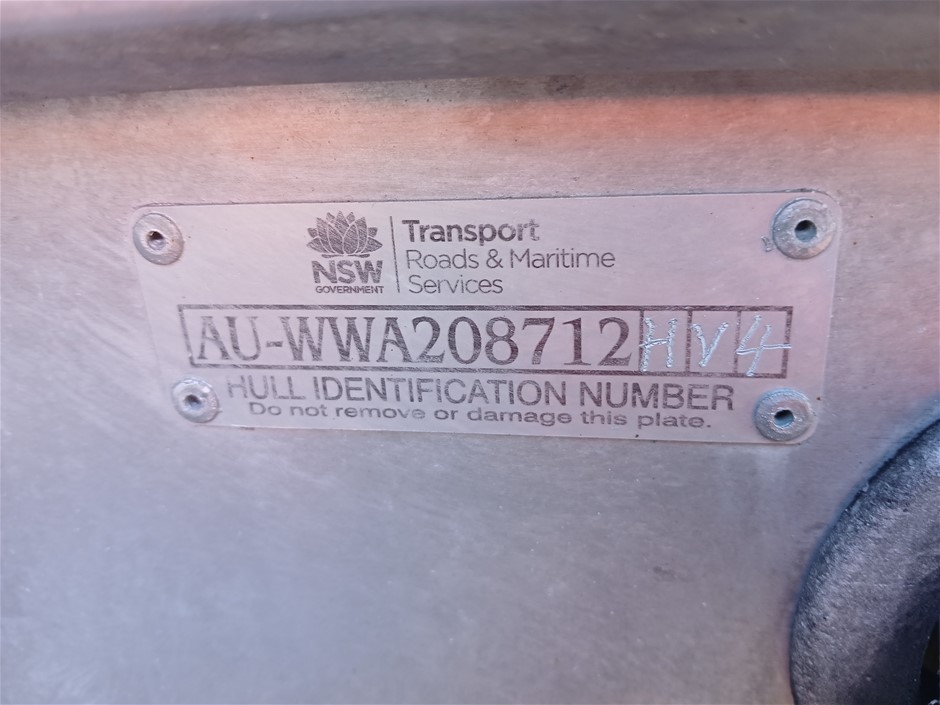 NSW
GOVERNMENT
Transport
Roads & Maritime
Services
AU-WWA208712HV4
HULL IDENTIFICATION NUMBER
Do not remove or damage this plate.